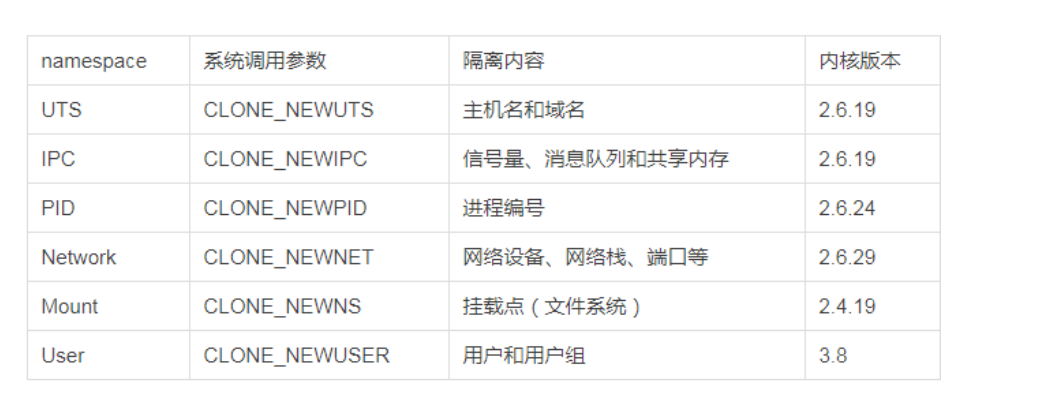 namespace 系统调用参数 隔离内容 内核版本
UTS CLONE_NEWUTS 主机名和域名 2.6.19
IPC CLONE_NEWIPC 信号量、消息队列和共享内存 2.6.19
PID CLONE_NEWPID 进程编号 2.6.24
Network CLONE_NEWNET 网络设备、网络栈、端口等 2.6.29
Mount CLONE_NEWNS 挂载点（文件系统） 2.4.19
User CLONE_NEWUSER 用户和用户组 3.8